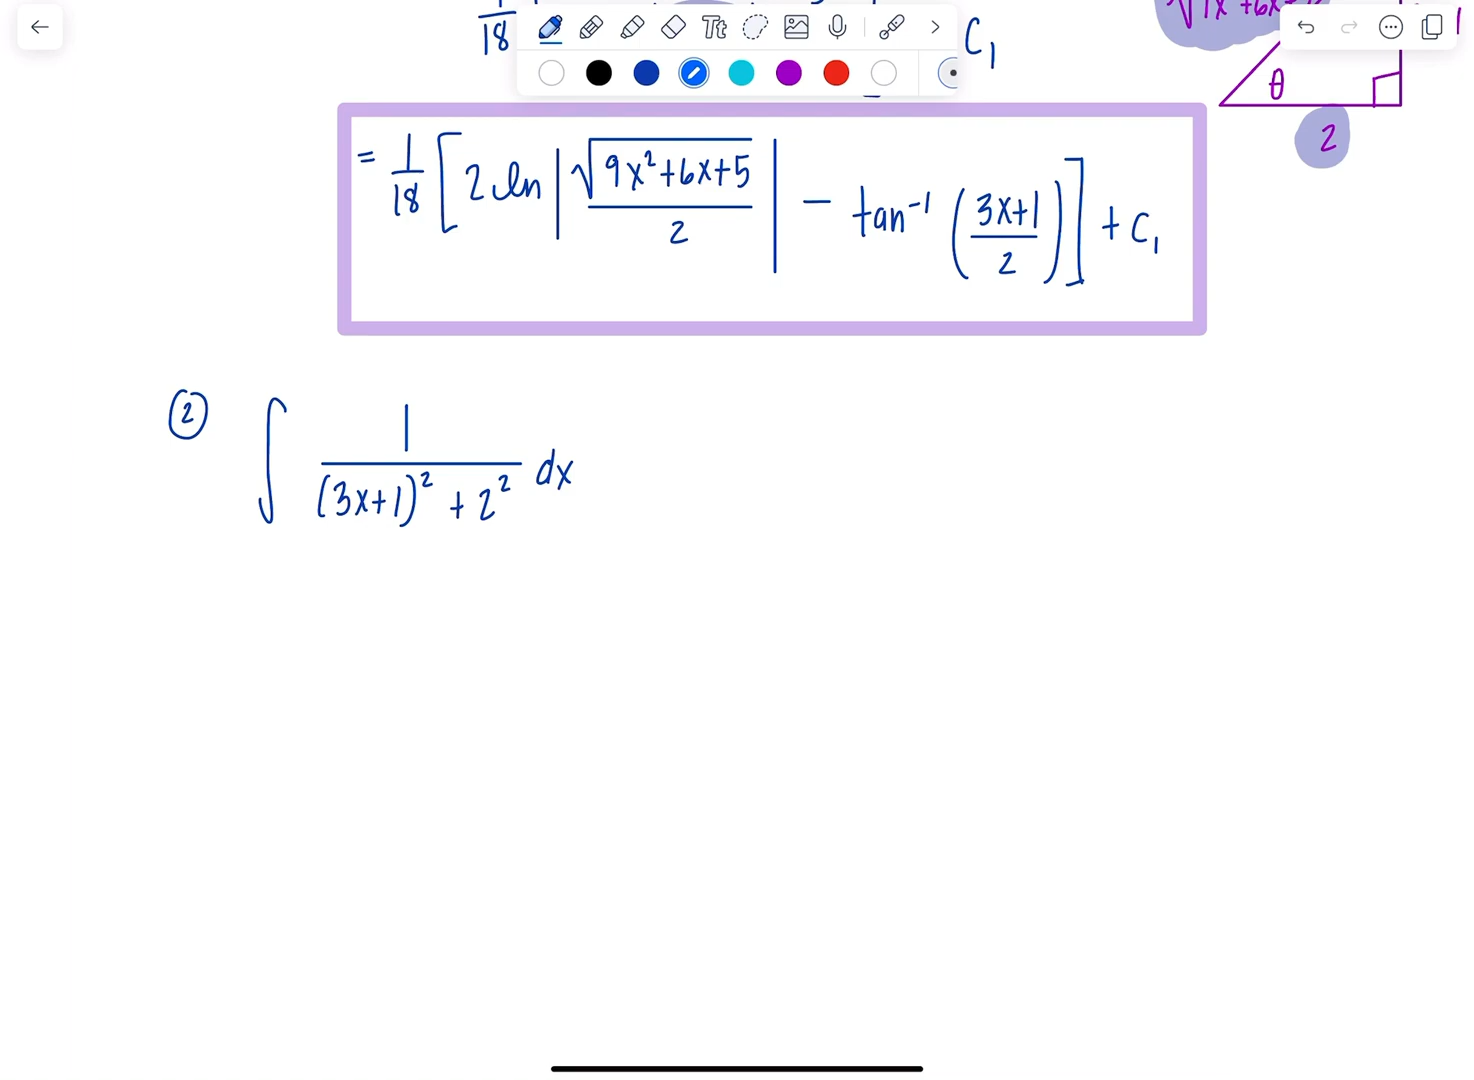 1/18 C₁
θ
2
= 1/18 [ 2 ln | √(9x²+6x+5) / 2 | − tan⁻¹ ( (3x+1) / 2 ) ] + C₁
② ∫ 1 / ((3x+1)² + 2²) dx
Tt